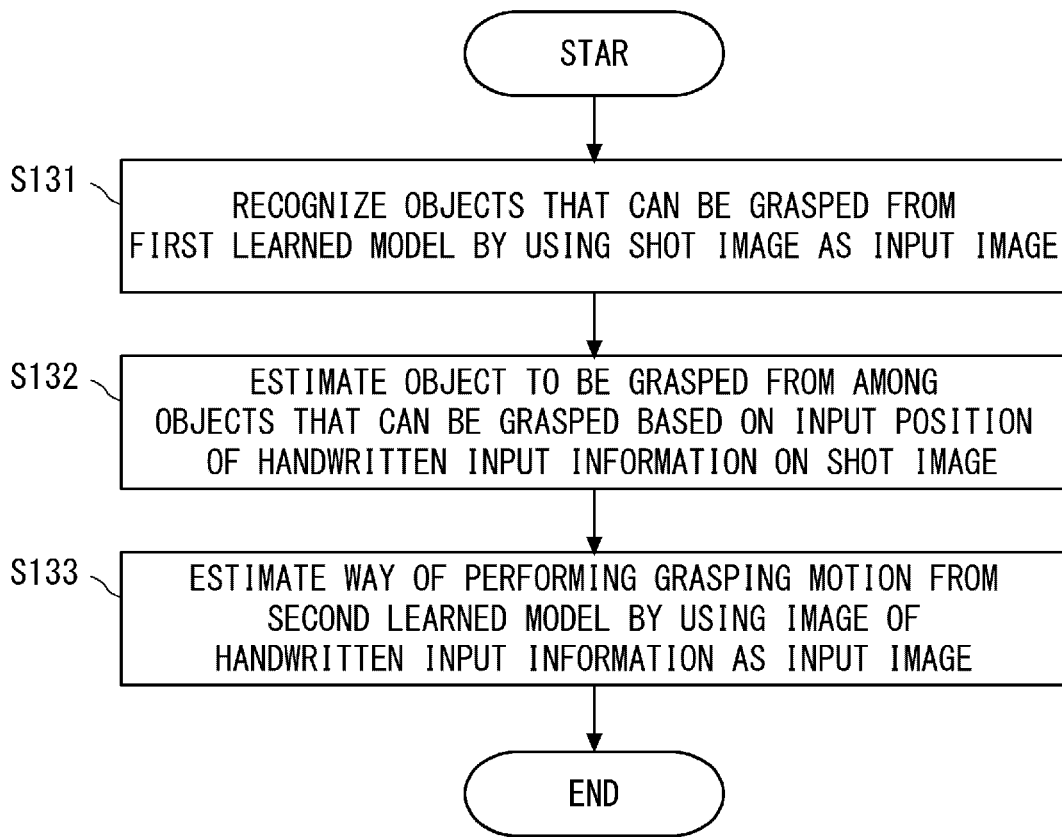 STAR
S131
RECOGNIZE OBJECTS THAT CAN BE GRASPED FROM
FIRST LEARNED MODEL BY USING SHOT IMAGE AS INPUT IMAGE
S132
ESTIMATE OBJECT TO BE GRASPED FROM AMONG
OBJECTS THAT CAN BE GRASPED BASED ON INPUT POSITION
OF HANDWRITTEN INPUT INFORMATION ON SHOT IMAGE
S133
ESTIMATE WAY OF PERFORMING GRASPING MOTION FROM
SECOND LEARNED MODEL BY USING IMAGE OF
HANDWRITTEN INPUT INFORMATION AS INPUT IMAGE
END